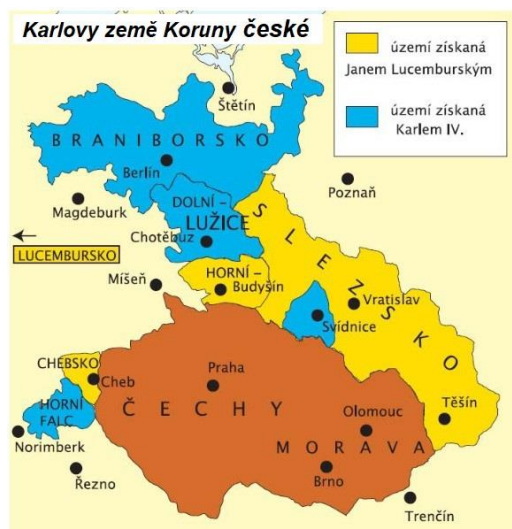 Karlovy země Koruny české
území získaná
Janem Lucemburským
území získaná
Karlem IV.
Štětín
BRANIBORSKO
Berlín
Poznaň
Magdeburk
DOLNÍ –
LUŽICE
Chotěbuz
SLEZSKO
LUCEMBURSKO
Míšeň
HORNÍ –
Budyšín
Vratislav
Svídnice
CHEBSKO
Cheb
Praha
HORNÍ
FALC
ČECHY
Olomouc
Těšín
Norimberk
MORAVA
Řezno
Brno
Trenčín